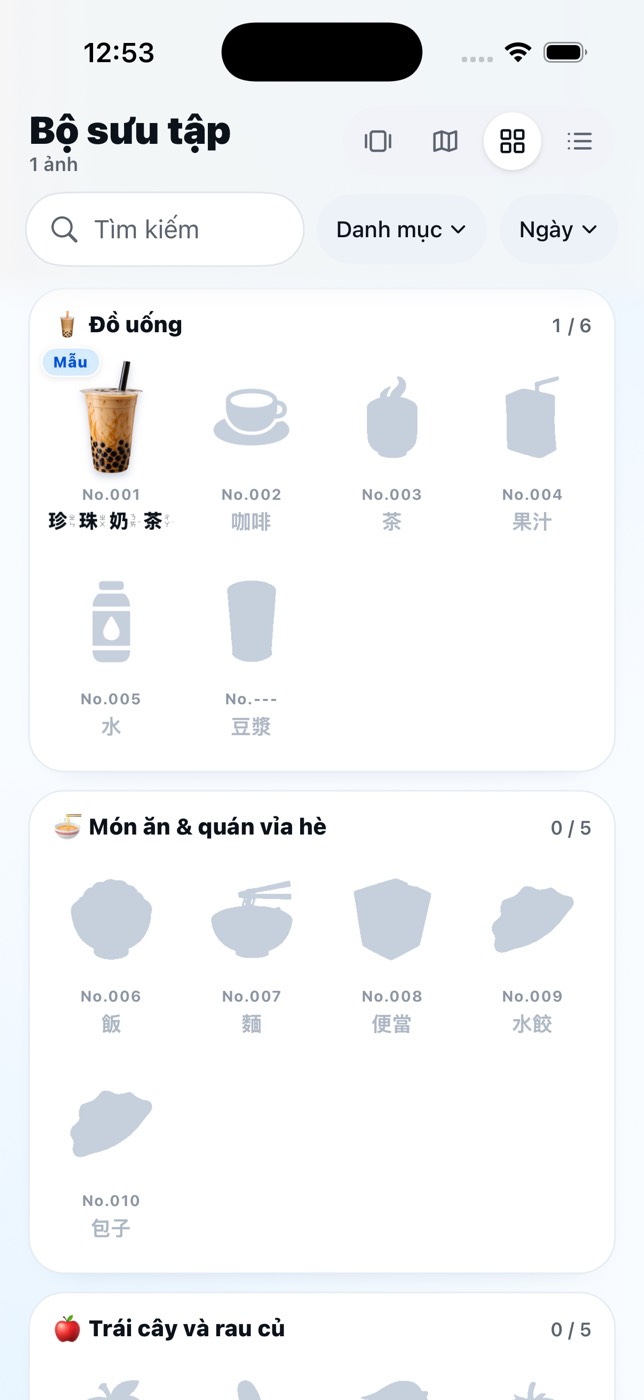 12:53
Bộ sưu tập
1 ảnh
Tìm kiếm
Danh mục
Ngày
Đồ uống
1 / 6
Mẫu
No.001
No.002
No.003
No.004
珍珠奶茶
咖啡
茶
果汁
No.005
No.---
水
豆漿
Món ăn & quán vỉa hè
0 / 5
No.006
No.007
No.008
No.009
飯
麵
便當
水餃
No.010
包子
Trái cây và rau củ
0 / 5